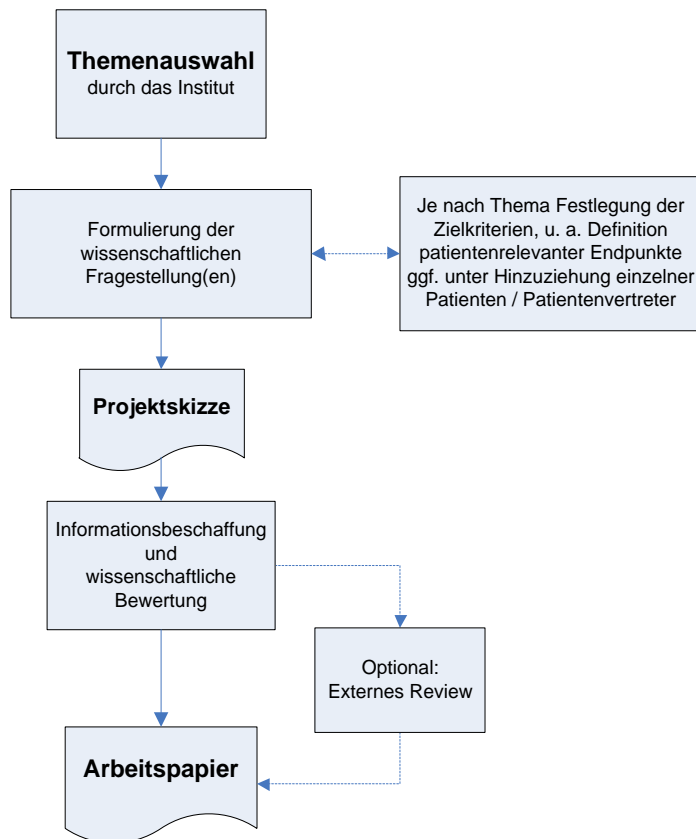 Themenauswahl
durch das Institut
Formulierung der
wissenschaftlichen
Fragestellung(en)
Je nach Thema Festlegung der
Zielkriterien, u. a. Definition
patientenrelevanter Endpunkte
ggf. unter Hinzuziehung einzelner
Patienten / Patientenvertreter
Projektskizze
Informationsbeschaffung
und
wissenschaftliche
Bewertung
Optional:
Externes Review
Arbeitspapier